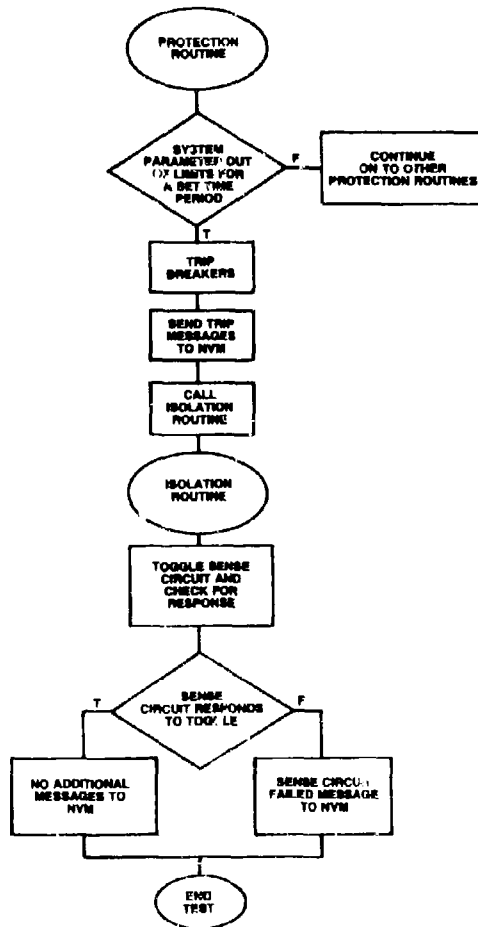 PROTECTION
ROUTINE
SYSTEM
PARAMETER OUT
OF LIMITS FOR
A SET TIME
PERIOD
F
CONTINUE
ON TO OTHER
PROTECTION ROUTINES
T
TRIP
BREAKERS
SEND TRIP
MESSAGES
TO NVM
CALL
ISOLATION
ROUTINE
ISOLATION
ROUTINE
TOGGLE SENSE
CIRCUIT AND
CHECK FOR
RESPONSE
T
SENSE
CIRCUIT RESPONDS
TO TOGGLE
F
NO ADDITIONAL
MESSAGES TO
NVM
SENSE CIRCUIT
FAILED MESSAGE
TO NVM
END
TEST